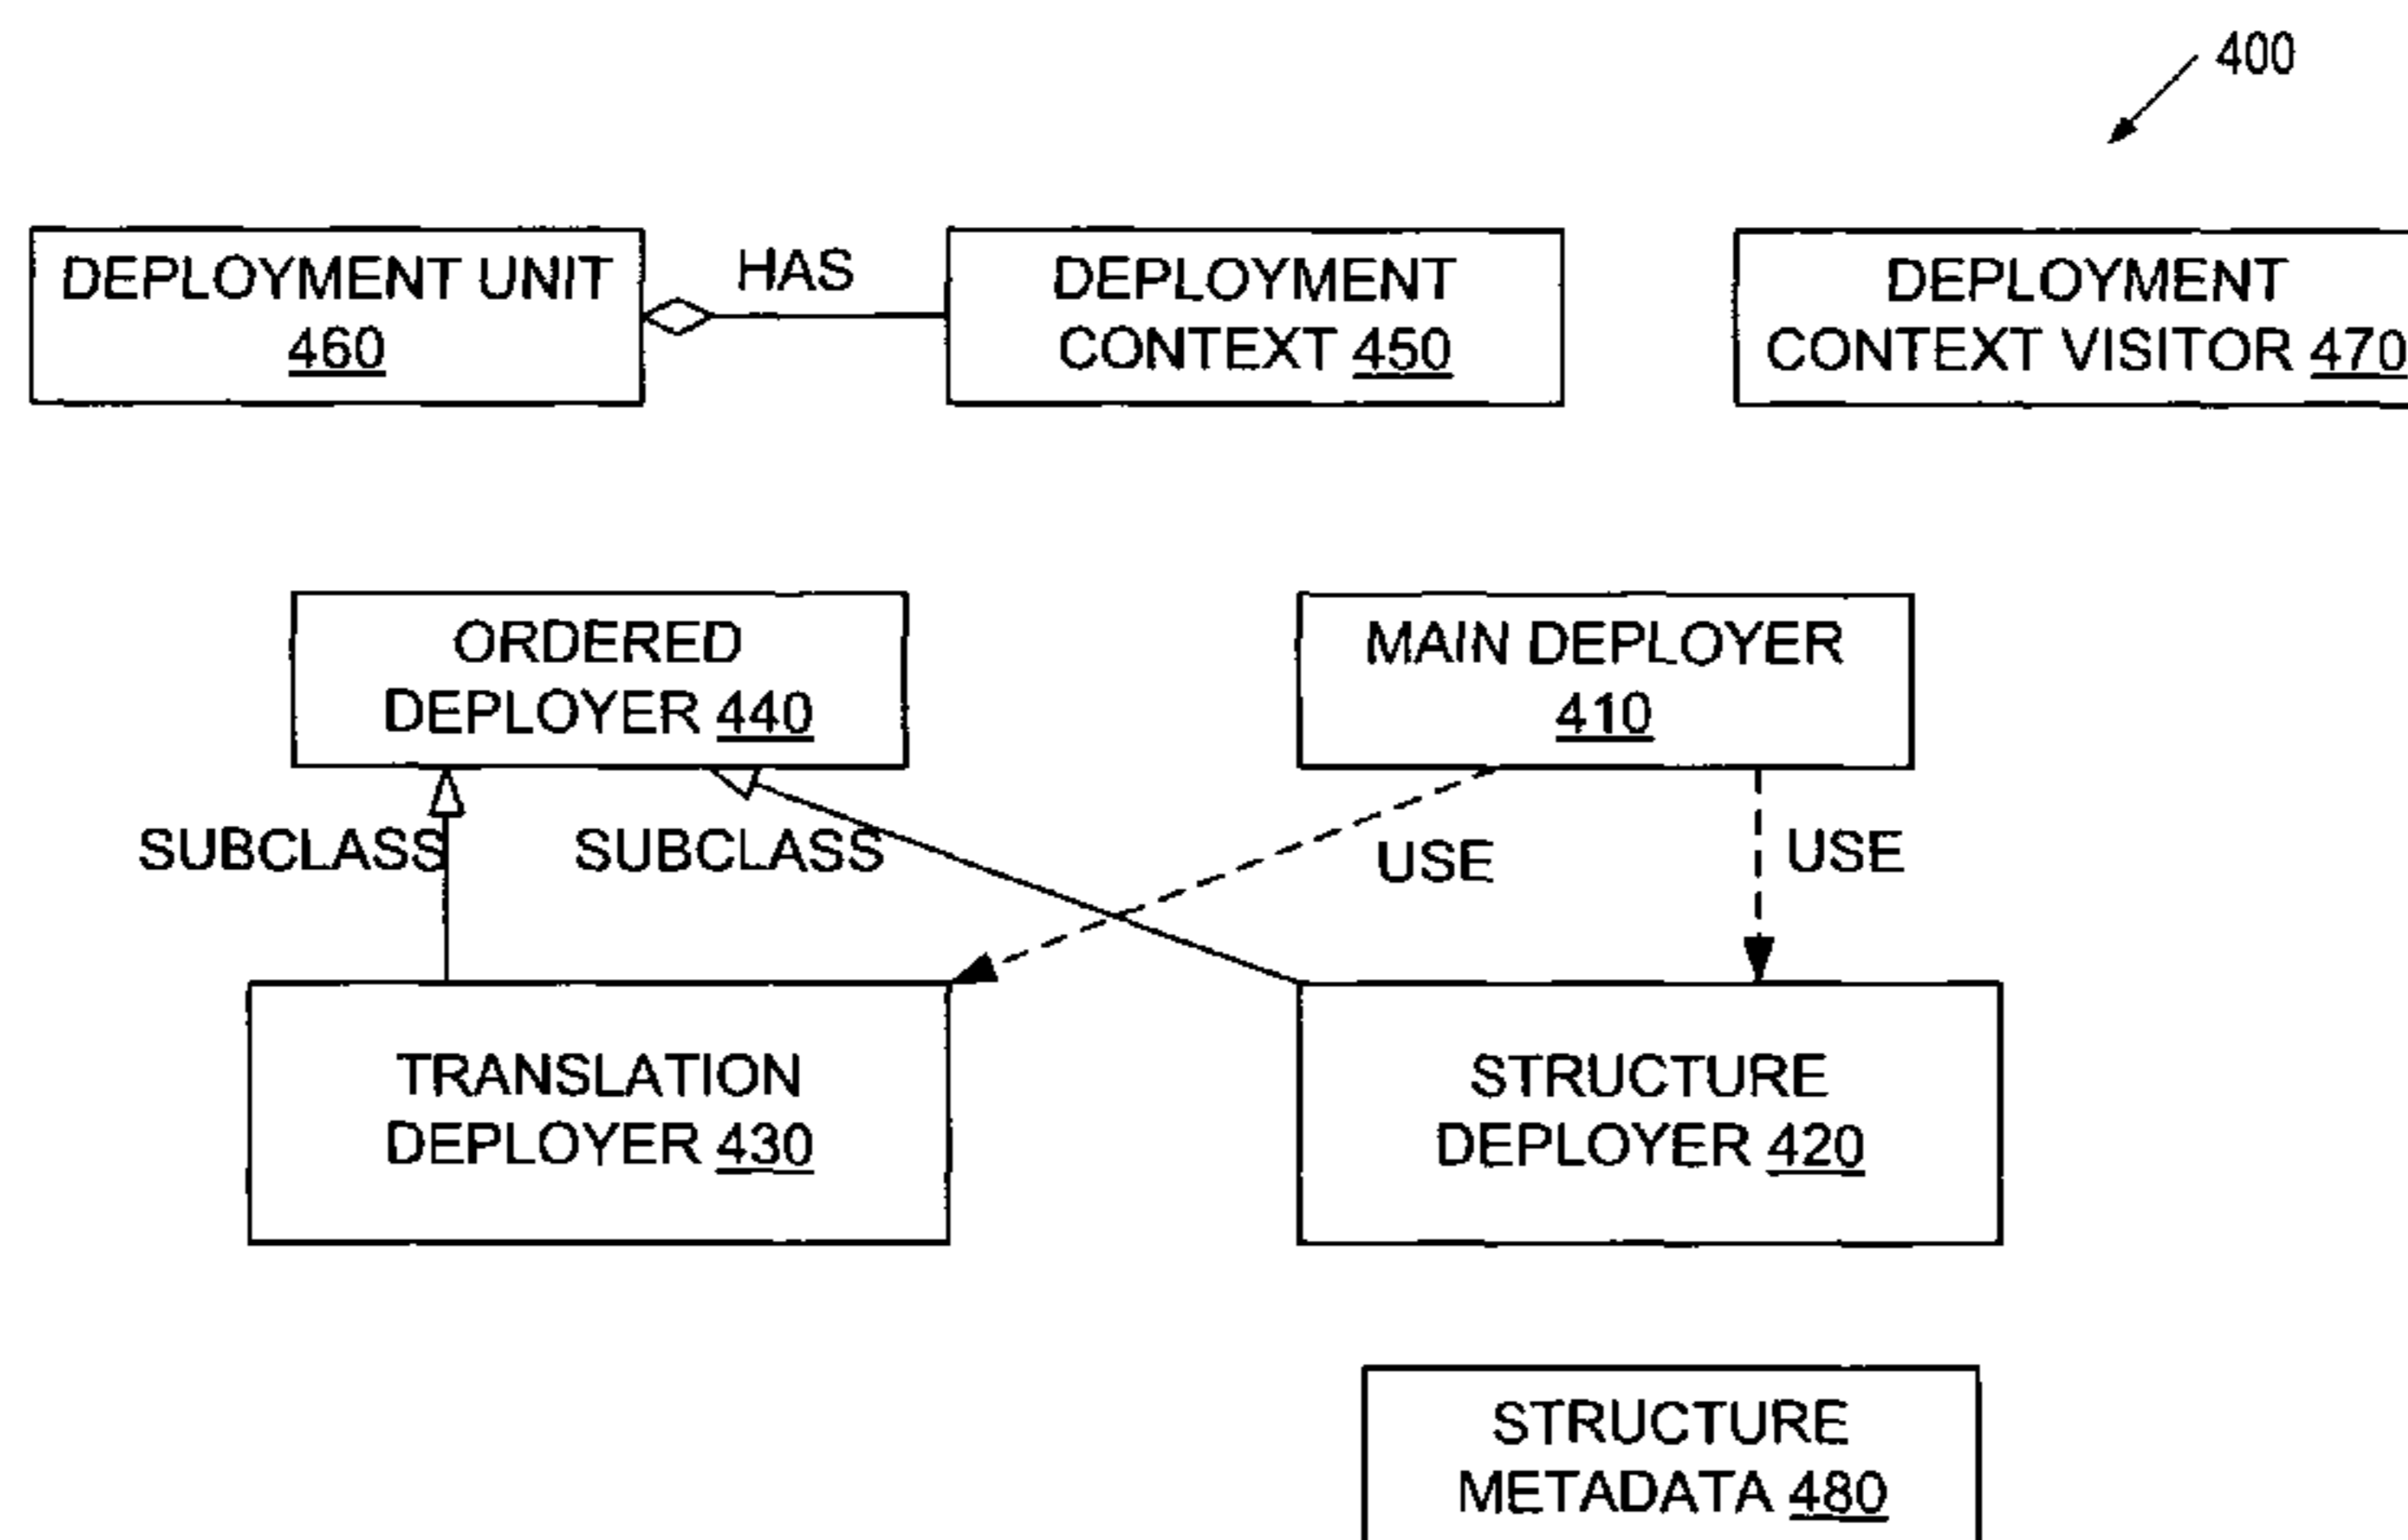 400
DEPLOYMENT UNIT
460
HAS
DEPLOYMENT
CONTEXT 450
DEPLOYMENT
CONTEXT VISITOR 470
ORDERED
DEPLOYER 440
MAIN DEPLOYER
410
SUBCLASS
SUBCLASS
USE
USE
TRANSLATION
DEPLOYER 430
STRUCTURE
DEPLOYER 420
STRUCTURE
METADATA 480